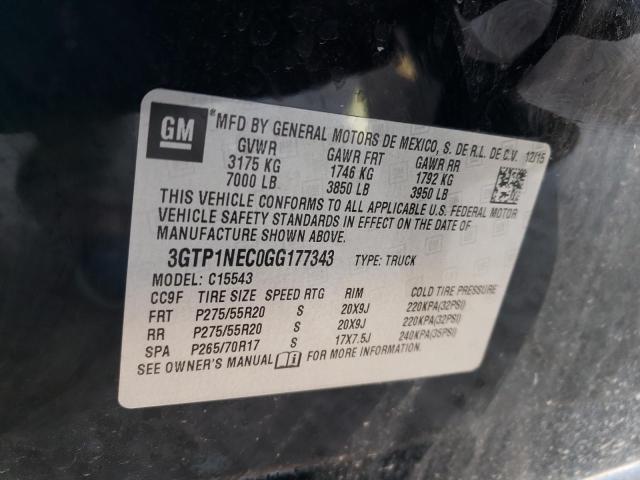 GM
*MFD BY GENERAL MOTORS DE MEXICO, S. DE R.L. DE C.V. 12/15
GVWR GAWR FRT GAWR RR
3175 KG 1746 KG 1792 KG
7000 LB 3850 LB 3950 LB
THIS VEHICLE CONFORMS TO ALL APPLICABLE U.S. FEDERAL MOTOR
VEHICLE SAFETY STANDARDS IN EFFECT ON THE DATE OF
MANUFACTURE SHOWN ABOVE.
3GTP1NEC0GG177343 TYPE: TRUCK
MODEL: C15543
CC9F TIRE SIZE SPEED RTG RIM COLD TIRE PRESSURE
FRT P275/55R20 S 20X9J 220KPA(32PSI)
RR P275/55R20 S 20X9J 220KPA(32PSI)
SPA P265/70R17 S 17X7.5J 240KPA(35PSI)
SEE OWNER'S MANUAL FOR MORE INFORMATION.